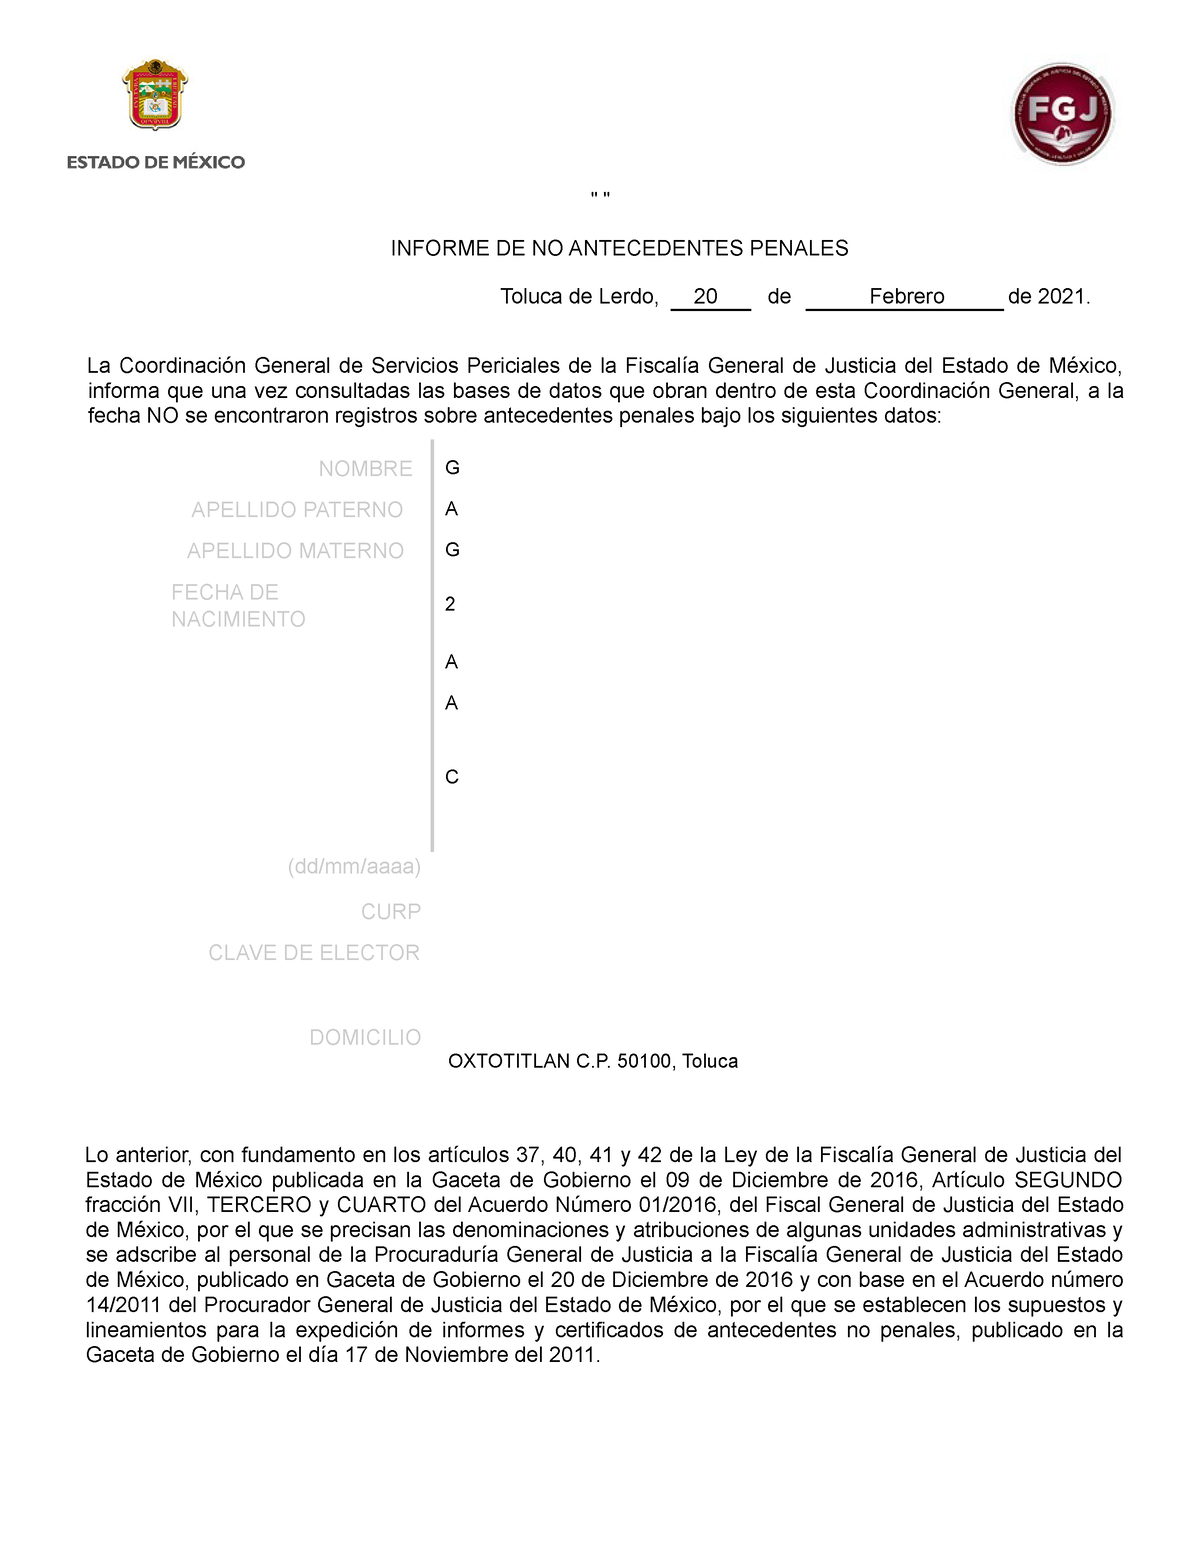 ESTADO DE MÉXICO
FGJ
" "
INFORME DE NO ANTECEDENTES PENALES
Toluca de Lerdo, 20 de Febrero de 2021.
La Coordinación General de Servicios Periciales de la Fiscalía General de Justicia del Estado de México,
informa que una vez consultadas las bases de datos que obran dentro de esta Coordinación General, a la
fecha NO se encontraron registros sobre antecedentes penales bajo los siguientes datos:
NOMBRE G
APELLIDO PATERNO A
APELLIDO MATERNO G
FECHA DE
NACIMIENTO
2
A
A
C
(dd/mm/aaaa)
CURP
CLAVE DE ELECTOR
DOMICILIO
OXTOTITLAN C.P. 50100, Toluca
Lo anterior, con fundamento en los artículos 37, 40, 41 y 42 de la Ley de la Fiscalía General de Justicia del
Estado de México publicada en la Gaceta de Gobierno el 09 de Diciembre de 2016, Artículo SEGUNDO
fracción VII, TERCERO y CUARTO del Acuerdo Número 01/2016, del Fiscal General de Justicia del Estado
de México, por el que se precisan las denominaciones y atribuciones de algunas unidades administrativas y
se adscribe al personal de la Procuraduría General de Justicia a la Fiscalía General de Justicia del Estado
de México, publicado en Gaceta de Gobierno el 20 de Diciembre de 2016 y con base en el Acuerdo número
14/2011 del Procurador General de Justicia del Estado de México, por el que se establecen los supuestos y
lineamientos para la expedición de informes y certificados de antecedentes no penales, publicado en la
Gaceta de Gobierno el día 17 de Noviembre del 2011.